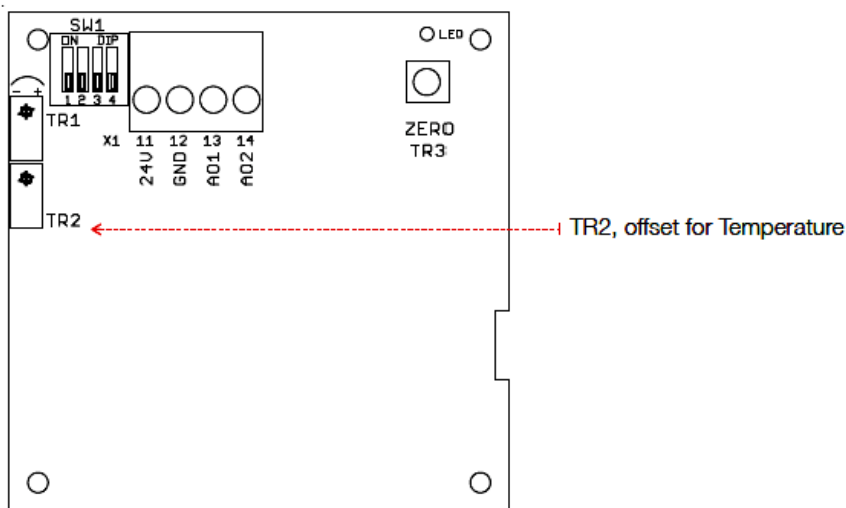 SW1
ON DIP
1 2 3 4
LED
- +
TR1
ZERO
TR3
X1 11 12 13 14
24V GND AO1 AO2
TR2
TR2, offset for Temperature